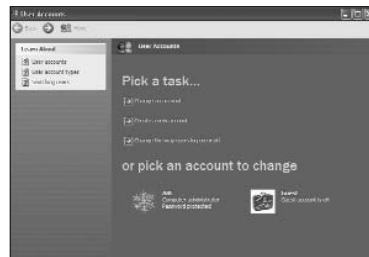 User Accounts
Back
Home
Learn About
User accounts
User account types
Switching users
User Accounts
Pick a task...
Change an account
Create a new account
Change the way users log on or off
or pick an account to change
Computer administrator
Password protected
Guest
Guest account is off